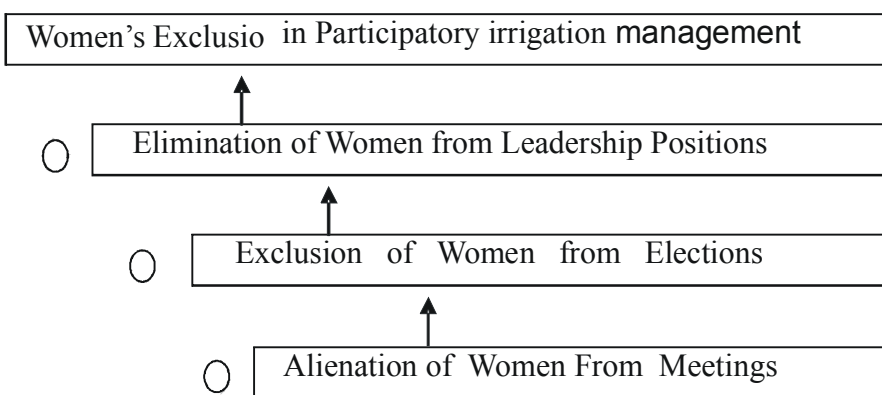 Women's Exclusio in Participatory irrigation management
Elimination of Women from Leadership Positions
Exclusion of Women from Elections
Alienation of Women From Meetings